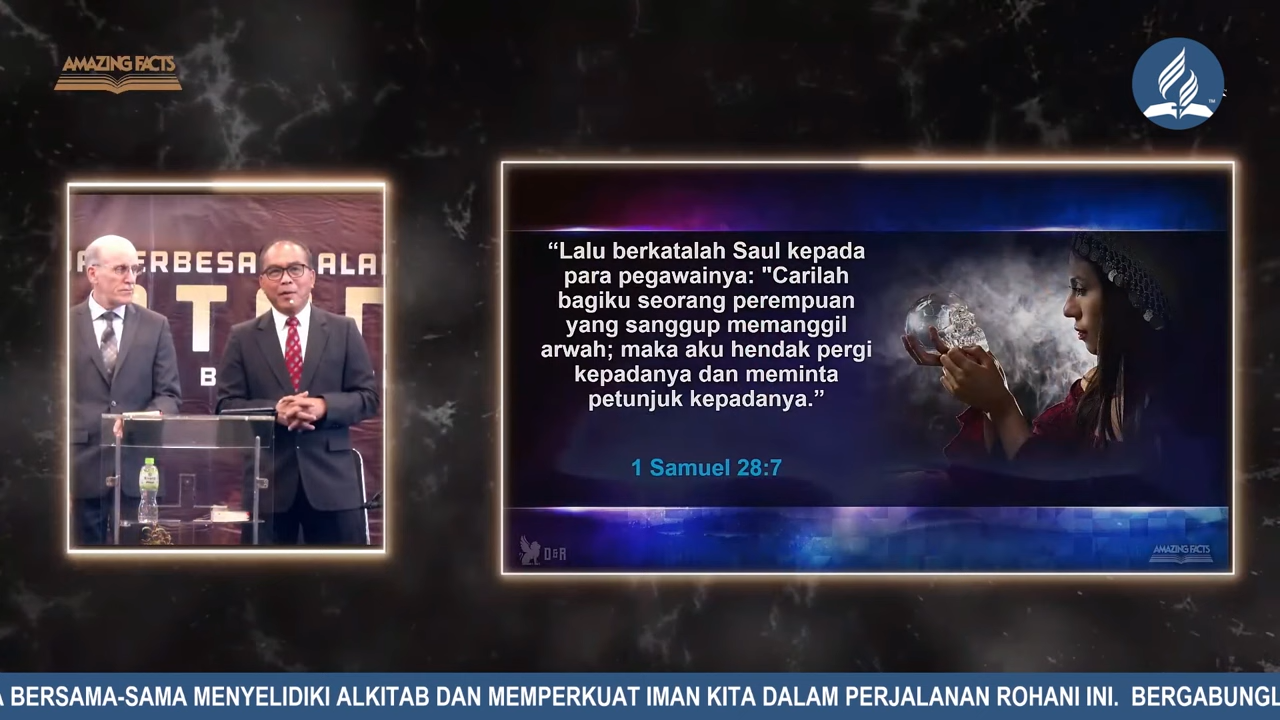 AMAZING FACTS
ERBESA ALA
“Lalu berkatalah Saul kepada
para pegawainya: "Carilah
bagiku seorang perempuan
yang sanggup memanggil
arwah; maka aku hendak pergi
kepadanya dan meminta
petunjuk kepadanya.”
1 Samuel 28:7
AMAZING FACTS
A BERSAMA-SAMA MENYELIDIKI ALKITAB DAN MEMPERKUAT IMAN KITA DALAM PERJALANAN ROHANI INI. BERGABUNGL